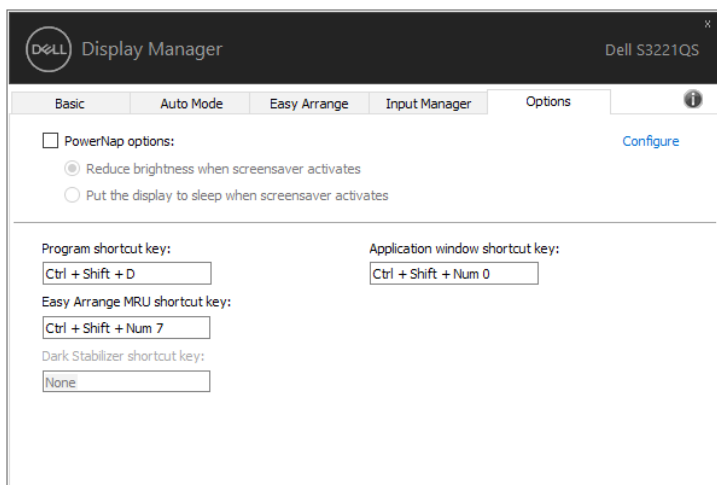 x
DELL Display Manager Dell S3221QS
Basic Auto Mode Easy Arrange Input Manager Options i
PowerNap options: Configure
Reduce brightness when screensaver activates
Put the display to sleep when screensaver activates
Program shortcut key: Application window shortcut key:
Ctrl + Shift + D Ctrl + Shift + Num 0
Easy Arrange MRU shortcut key:
Ctrl + Shift + Num 7
Dark Stabilizer shortcut key:
None